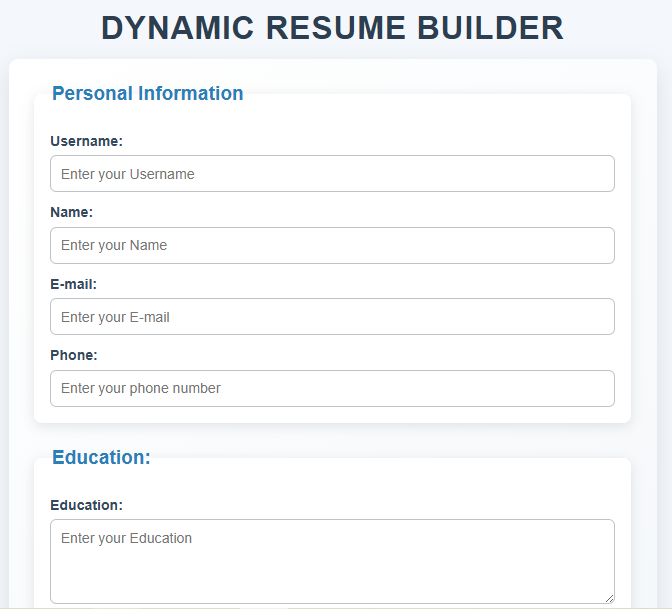 DYNAMIC RESUME BUILDER
Personal Information
Username:
Enter your Username
Name:
Enter your Name
E-mail:
Enter your E-mail
Phone:
Enter your phone number
Education:
Education:
Enter your Education